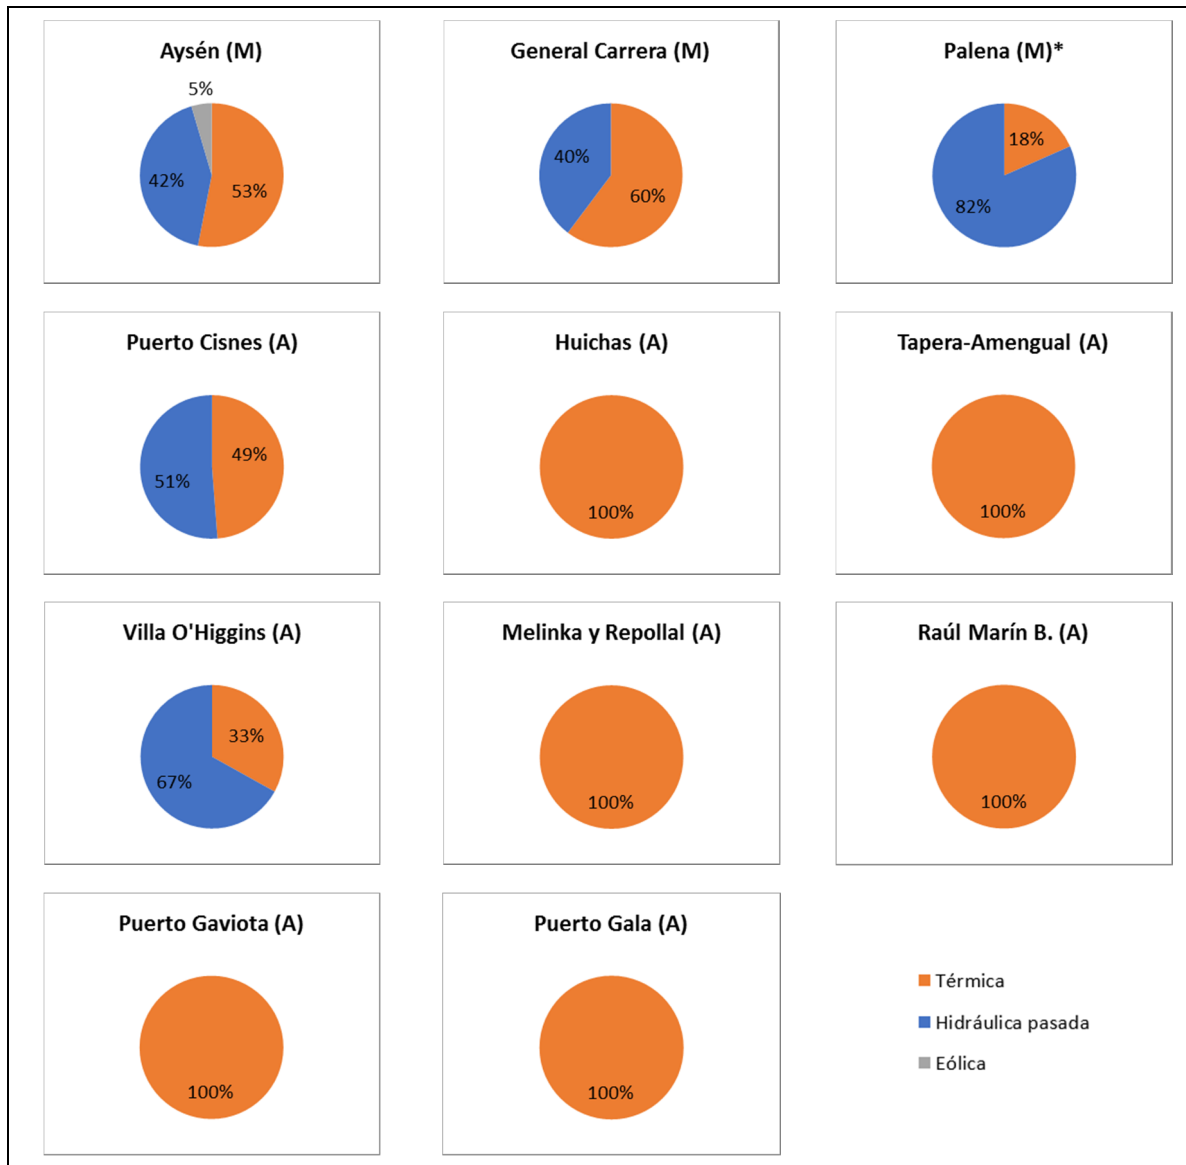 Aysén (M)
5%
42%
53%
General Carrera (M)
40%
60%
Palena (M)*
18%
82%
Puerto Cisnes (A)
49%
51%
Huichas (A)
100%
Tapera-Amengual (A)
100%
Villa O'Higgins (A)
33%
67%
Melinka y Repollal (A)
100%
Raúl Marín B. (A)
100%
Puerto Gaviota (A)
100%
Puerto Gala (A)
100%
Térmica
Hidráulica pasada
Eólica